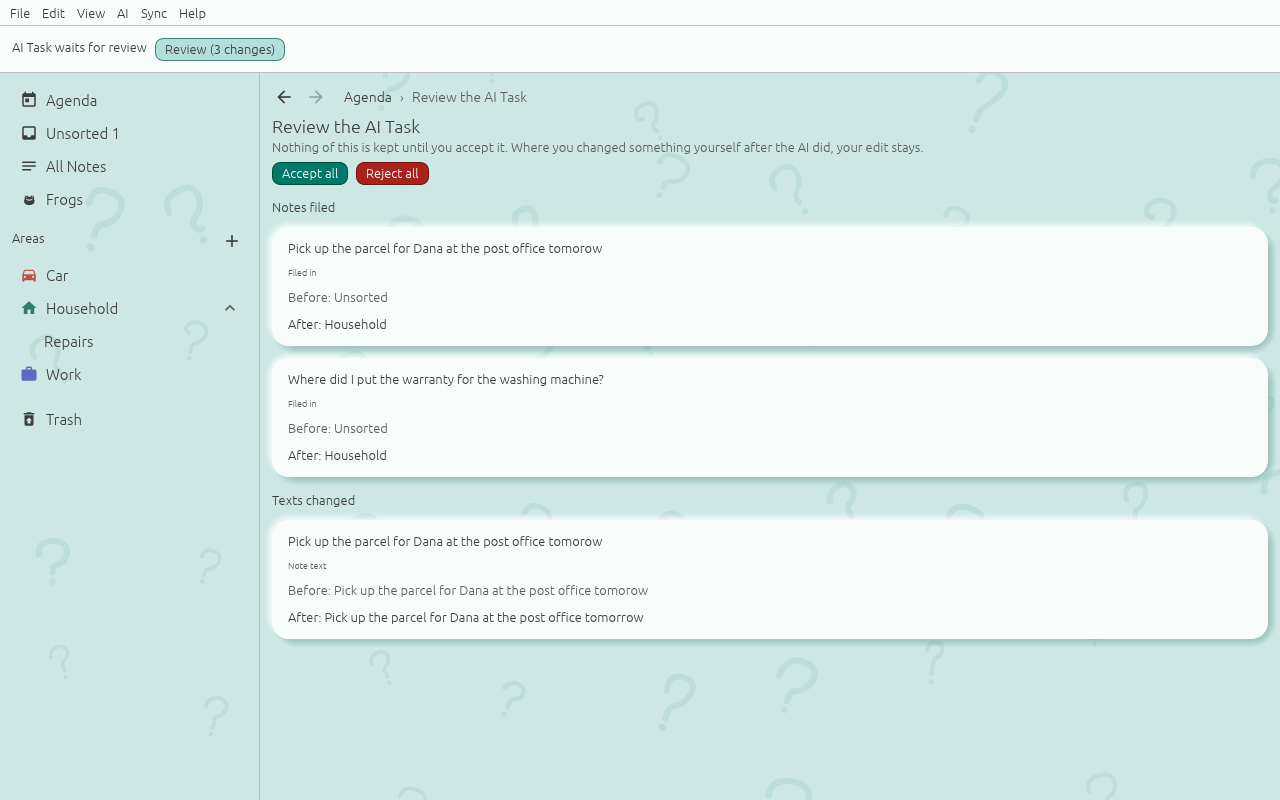 File Edit View AI Sync Help
AI Task waits for review Review (3 changes)
Agenda
Unsorted 1
All Notes
Frogs
Areas
Car
Household
Repairs
Work
Trash
Agenda › Review the AI Task
Review the AI Task
Nothing of this is kept until you accept it. Where you changed something yourself after the AI did, your edit stays.
Accept all Reject all
Notes filed
Pick up the parcel for Dana at the post office tomorow
Filed in
Before: Unsorted
After: Household
Where did I put the warranty for the washing machine?
Filed in
Before: Unsorted
After: Household
Texts changed
Pick up the parcel for Dana at the post office tomorow
Note text
Before: Pick up the parcel for Dana at the post office tomorow
After: Pick up the parcel for Dana at the post office tomorrow